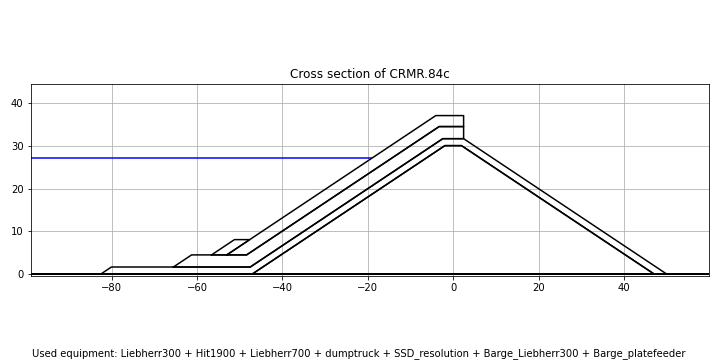 Cross section of CRMR.84c
40
30
20
10
0
−80 −60 −40 −20 0 20 40
Used equipment: Liebherr300 + Hit1900 + Liebherr700 + dumptruck + SSD_resolution + Barge_Liebherr300 + Barge_platefeeder